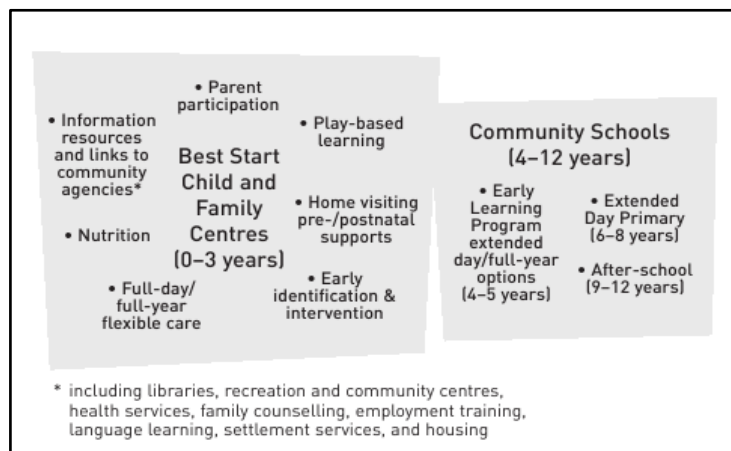 • Parent
participation
• Information
resources
and links to
community
agencies*
• Play-based
learning
Best Start
Child and
Family
Centres
(0–3 years)
• Home visiting
pre-/postnatal
supports
• Nutrition
• Early
identification &
intervention
• Full-day/
full-year
flexible care
Community Schools
(4–12 years)
• Early
Learning
Program
extended
day/full-year
options
(4–5 years)
• Extended
Day Primary
(6–8 years)
• After-school
(9–12 years)
* including libraries, recreation and community centres,
health services, family counselling, employment training,
language learning, settlement services, and housing